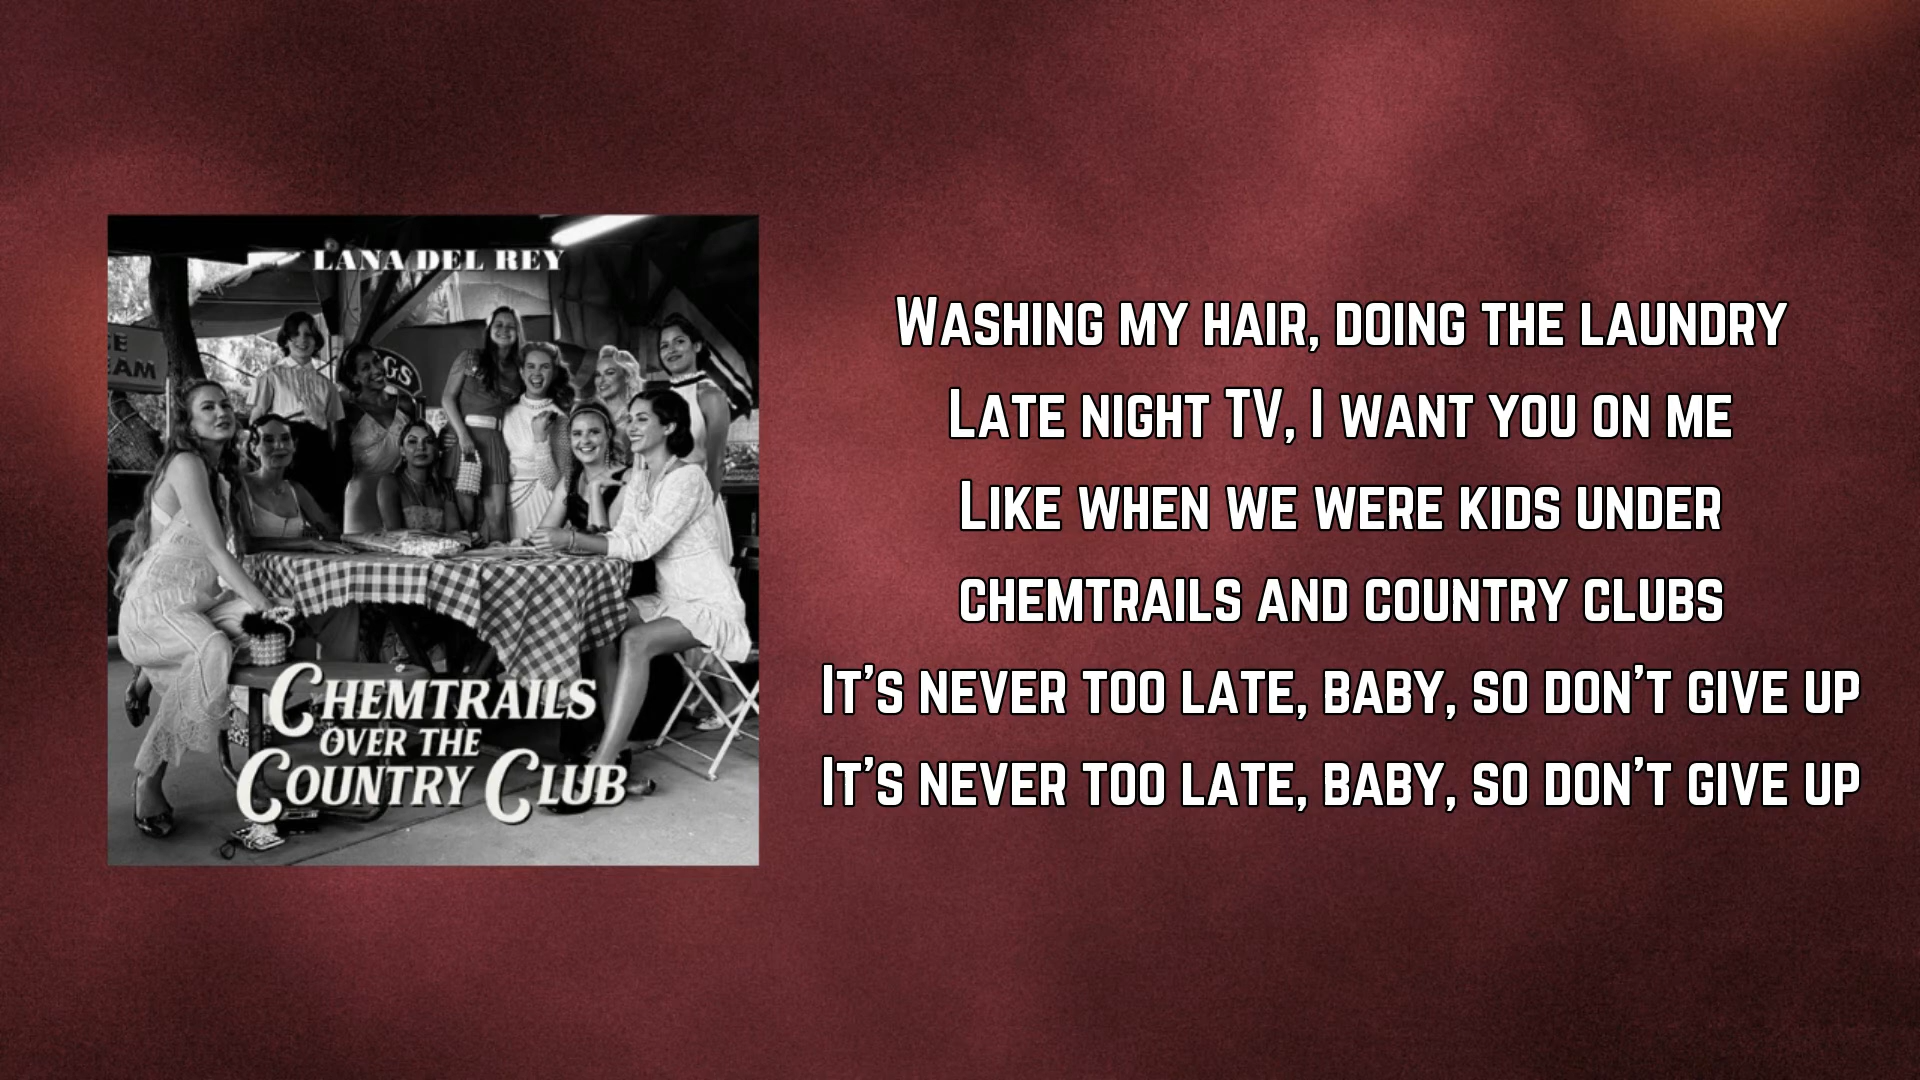 LANA DEL REY
GS
E
EAM
CHEMTRAILS
OVER THE
COUNTRY CLUB
WASHING MY HAIR, DOING THE LAUNDRY
LATE NIGHT TV, I WANT YOU ON ME
LIKE WHEN WE WERE KIDS UNDER
CHEMTRAILS AND COUNTRY CLUBS
IT'S NEVER TOO LATE, BABY, SO DON'T GIVE UP
IT'S NEVER TOO LATE, BABY, SO DON'T GIVE UP